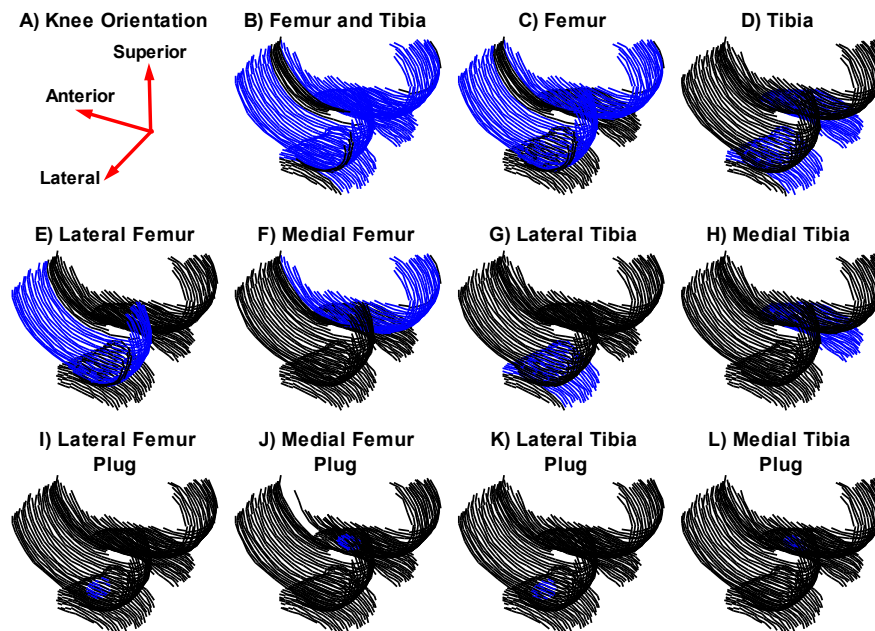 A) Knee Orientation
B) Femur and Tibia
C) Femur
D) Tibia
Superior
Anterior
Lateral
E) Lateral Femur
F) Medial Femur
G) Lateral Tibia
H) Medial Tibia
I) Lateral Femur
Plug
J) Medial Femur
Plug
K) Lateral Tibia
Plug
L) Medial Tibia
Plug